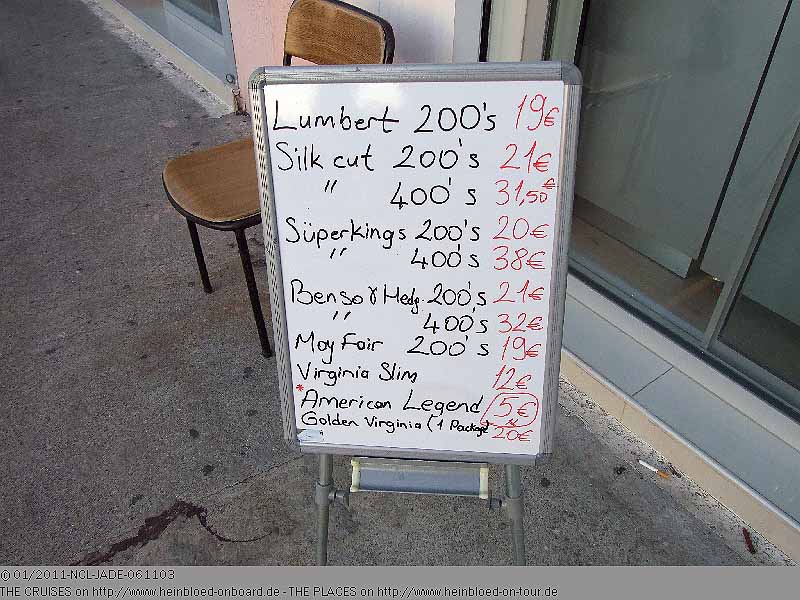 Lumbert 200's 19€
Silk cut 200's 21€
" 400's 31,50€
Süperkings 200's 20€
" 400's 38€
Benso & Hedg. 200's 21€
" 400's 32€
May Fair 200's 19€
Virginia Slim 12€
*American Legend 5€
Golden Virginia (1 Package) 20€
©01/2011-NCL-JADE-061103
THE CRUISES on http://www.heinbloed-onboard.de - THE PLACES on http://www.heinbloed-on-tour.de